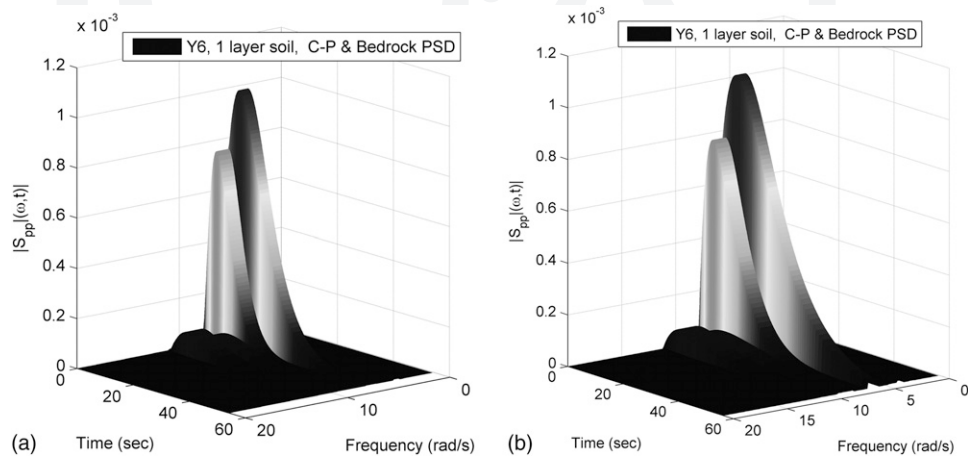 x 10⁻³
Y6, 1 layer soil, C-P & Bedrock PSD
1.2
1
0.8
0.6
0.4
0.2
0
|S_pp|(ω,t)|
0
20
40
60
20
10
0
Time (sec)
Frequency (rad/s)
(a)
x 10⁻³
Y6, 1 layer soil, C-P & Bedrock PSD
1.2
1
0.8
0.6
0.4
0.2
0
|S_pp|(ω,t)|
0
20
40
60
20
15
10
5
0
Time (sec)
Frequency (rad/s)
(b)